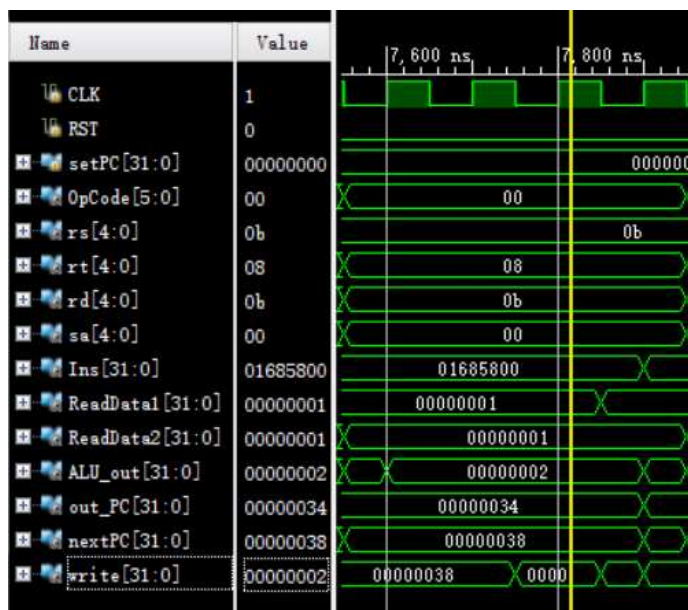 Name Value 7,600 ns 7,800 ns
CLK 1
RST 0
setPC[31:0] 00000000 000000
OpCode[5:0] 00 00
rs[4:0] 0b 0b
rt[4:0] 08 08
rd[4:0] 0b 0b
sa[4:0] 00 00
Ins[31:0] 01685800 01685800
ReadData1[31:0] 00000001 00000001
ReadData2[31:0] 00000001 00000001
ALU_out[31:0] 00000002 00000002
out_PC[31:0] 00000034 00000034
nextPC[31:0] 00000038 00000038
write[31:0] 00000002 00000038 0000